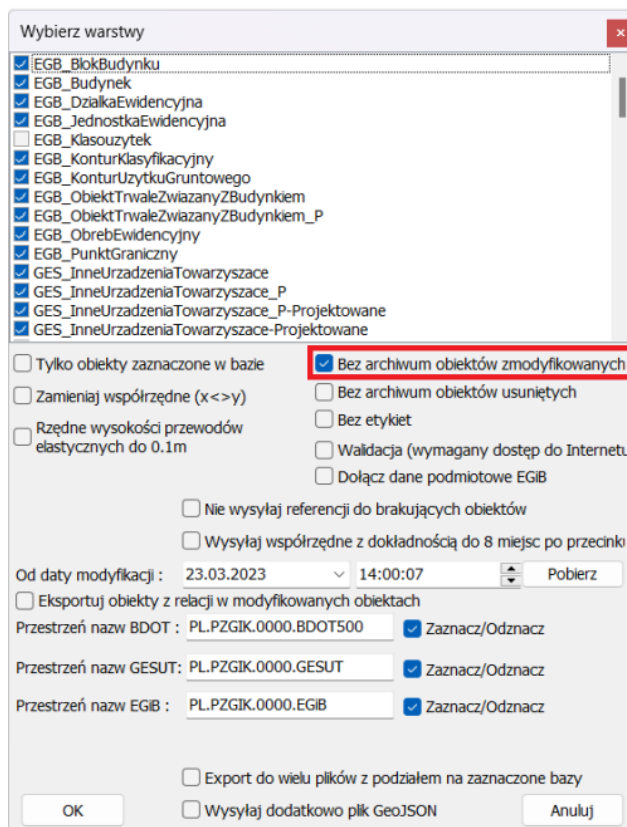 Wybierz warstwy
EGB_BlokBudynku
EGB_Budynek
EGB_DzialkaEwidencyjna
EGB_JednostkaEwidencyjna
EGB_Klasouzytek
EGB_KonturKlasyfikacyjny
EGB_KonturUzytkuGruntowego
EGB_ObiektTrwaleZwiazanyZBudynkiem
EGB_ObiektTrwaleZwiazanyZBudynkiem_P
EGB_ObrebEwidencyjny
EGB_PunktGraniczny
GES_InneUrzadzeniaTowarzyszace
GES_InneUrzadzeniaTowarzyszace_P
GES_InneUrzadzeniaTowarzyszace_P-Projektowane
GES_InneUrzadzeniaTowarzyszace-Projektowane
Tylko obiekty zaznaczone w bazie
Bez archiwum obiektów zmodyfikowanych
Zamieniaj współrzędne (x<>y)
Bez archiwum obiektów usuniętych
Rzędne wysokości przewodów
elastycznych do 0.1m
Bez etykiet
Walidacja (wymagany dostęp do Internetu
Dołącz dane podmiotowe EGiB
Nie wysyłaj referencji do brakujących obiektów
Wysyłaj współrzędne z dokładnością do 8 miejsc po przecinku
Od daty modyfikacji : 23.03.2023 14:00:07 Pobierz
Eksportuj obiekty z relacji w modyfikowanych obiektach
Przestrzeń nazw BDOT : PL.PZGIK.0000.BDOT500 Zaznacz/Odznacz
Przestrzeń nazw GESUT: PL.PZGIK.0000.GESUT Zaznacz/Odznacz
Przestrzeń nazw EGiB : PL.PZGIK.0000.EGiB Zaznacz/Odznacz
Export do wielu plików z podziałem na zaznaczone bazy
OK Wysyłaj dodatkowo plik GeoJSON Anuluj